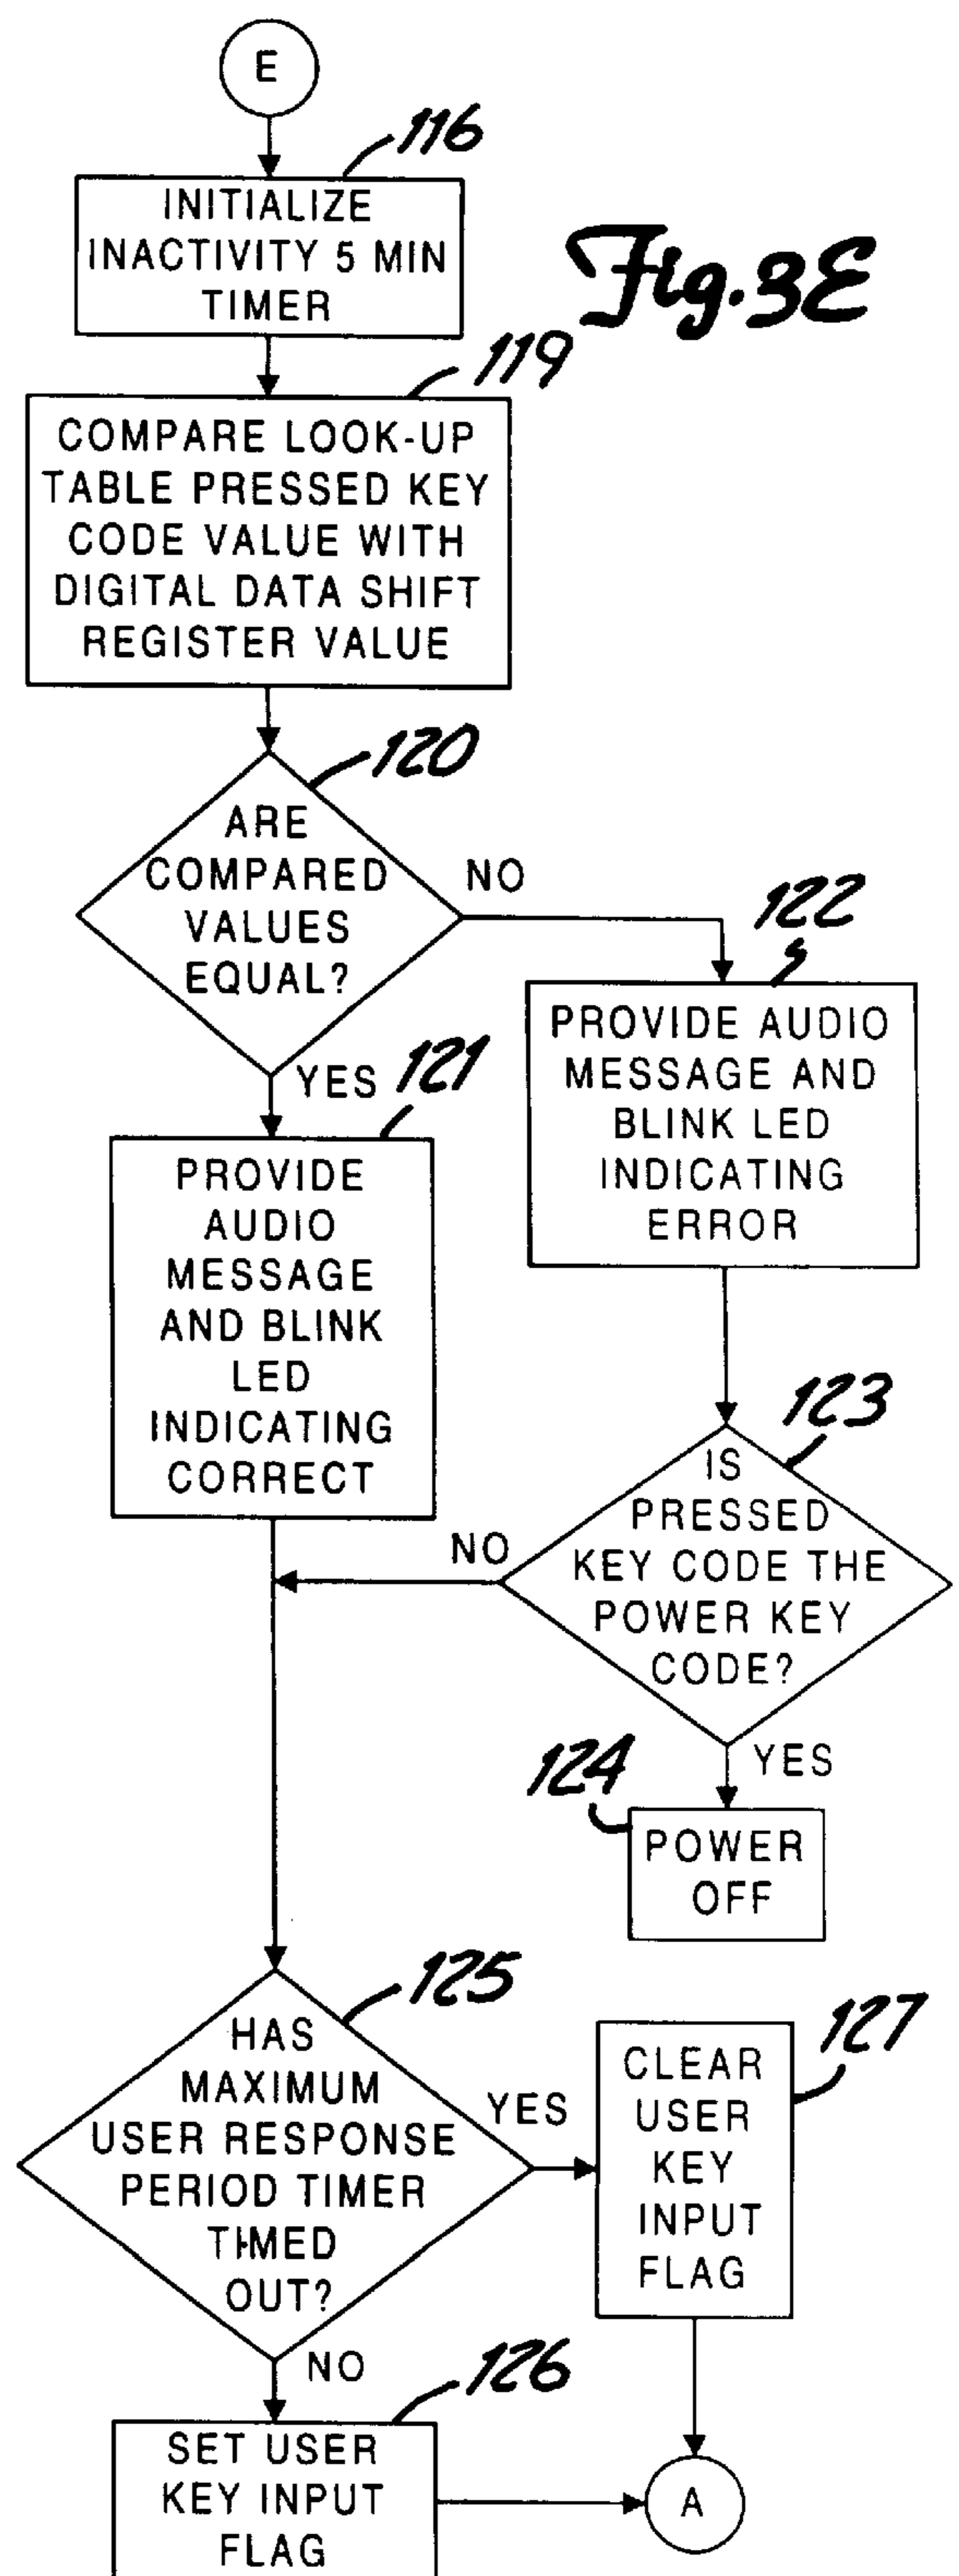 E
116
INITIALIZE
INACTIVITY 5 MIN
TIMER
Fig. 3E
119
COMPARE LOOK-UP
TABLE PRESSED KEY
CODE VALUE WITH
DIGITAL DATA SHIFT
REGISTER VALUE
120
ARE
COMPARED
VALUES
EQUAL?
NO
122
PROVIDE AUDIO
MESSAGE AND
BLINK LED
INDICATING
ERROR
YES
121
PROVIDE
AUDIO
MESSAGE
AND BLINK
LED
INDICATING
CORRECT
123
IS
PRESSED
KEY CODE THE
POWER KEY
CODE?
NO
YES
124
POWER
OFF
125
HAS
MAXIMUM
USER RESPONSE
PERIOD TIMER
TIMED
OUT?
YES
127
CLEAR
USER
KEY
INPUT
FLAG
NO
126
SET USER
KEY INPUT
FLAG
A